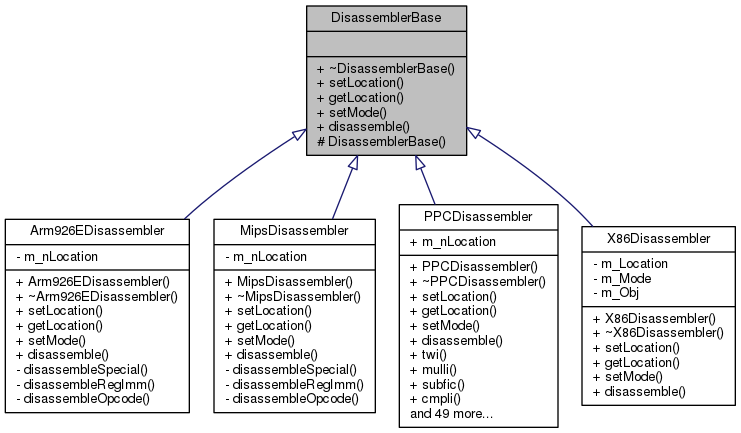 DisassemblerBase
+ ~DisassemblerBase()
+ setLocation()
+ getLocation()
+ setMode()
+ disassemble()
# DisassemblerBase()
Arm926EDisassembler
- m_nLocation
+ Arm926EDisassembler()
+ ~Arm926EDisassembler()
+ setLocation()
+ getLocation()
+ setMode()
+ disassemble()
- disassembleSpecial()
- disassembleRegImm()
- disassembleOpcode()
MipsDisassembler
- m_nLocation
+ MipsDisassembler()
+ ~MipsDisassembler()
+ setLocation()
+ getLocation()
+ setMode()
+ disassemble()
- disassembleSpecial()
- disassembleRegImm()
- disassembleOpcode()
PPCDisassembler
+ m_nLocation
+ PPCDisassembler()
+ ~PPCDisassembler()
+ setLocation()
+ getLocation()
+ setMode()
+ disassemble()
+ twi()
+ mulli()
+ subfic()
+ cmpli()
and 49 more...
X86Disassembler
- m_Location
- m_Mode
- m_Obj
+ X86Disassembler()
+ ~X86Disassembler()
+ setLocation()
+ getLocation()
+ setMode()
+ disassemble()